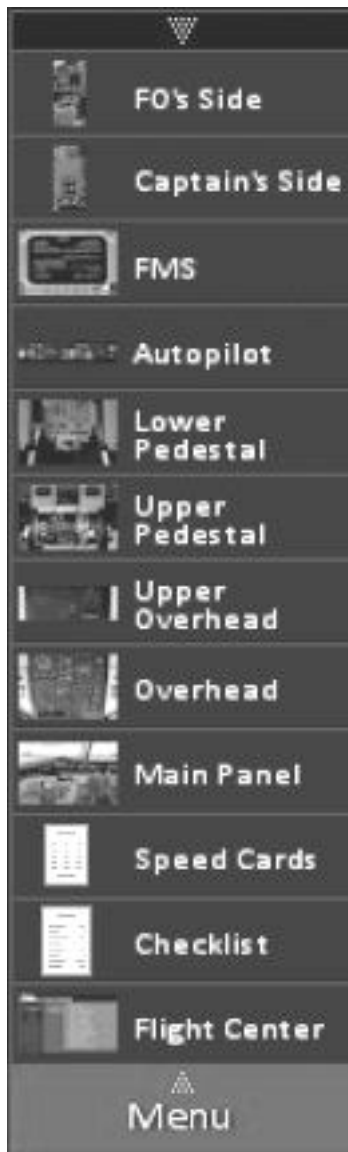 FO's Side
Captain's Side
FMS
Autopilot
Lower
Pedestal
Upper
Pedestal
Upper
Overhead
Overhead
Main Panel
Speed Cards
Checklist
Flight Center
Menu